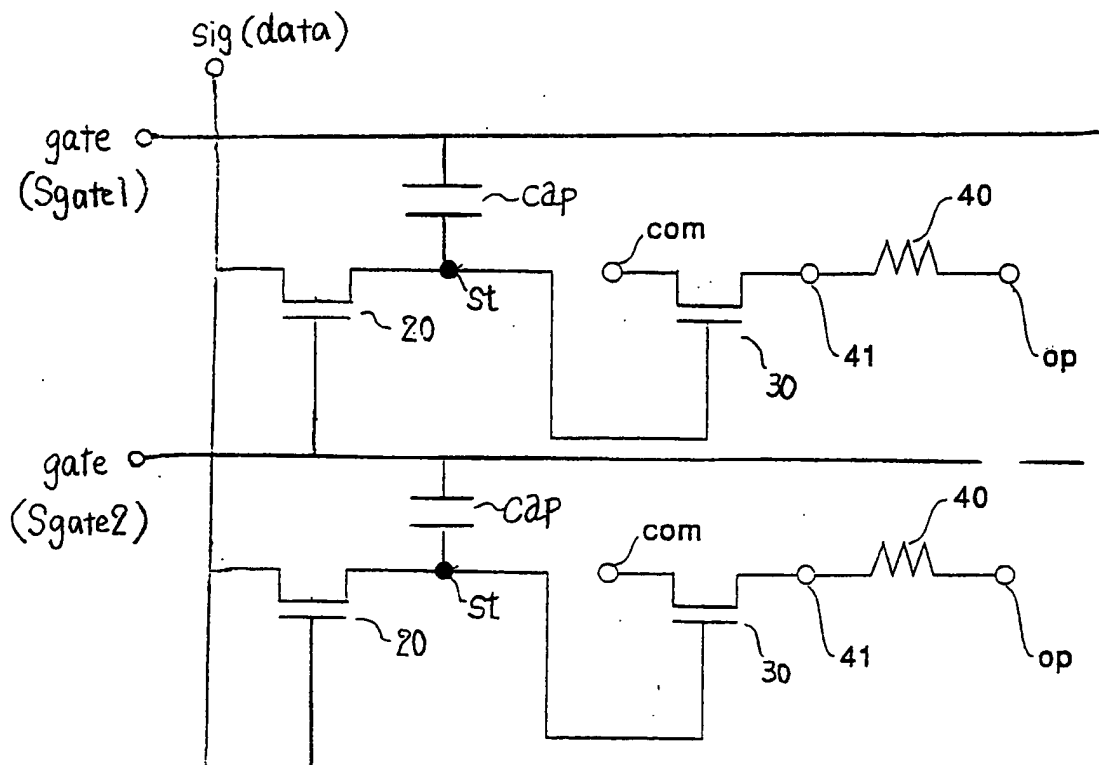 sig (data)
gate
(Sgate1)
cap
com
40
st
20
30
41
op
gate
(Sgate2)
cap
com
40
st
20
30
41
op